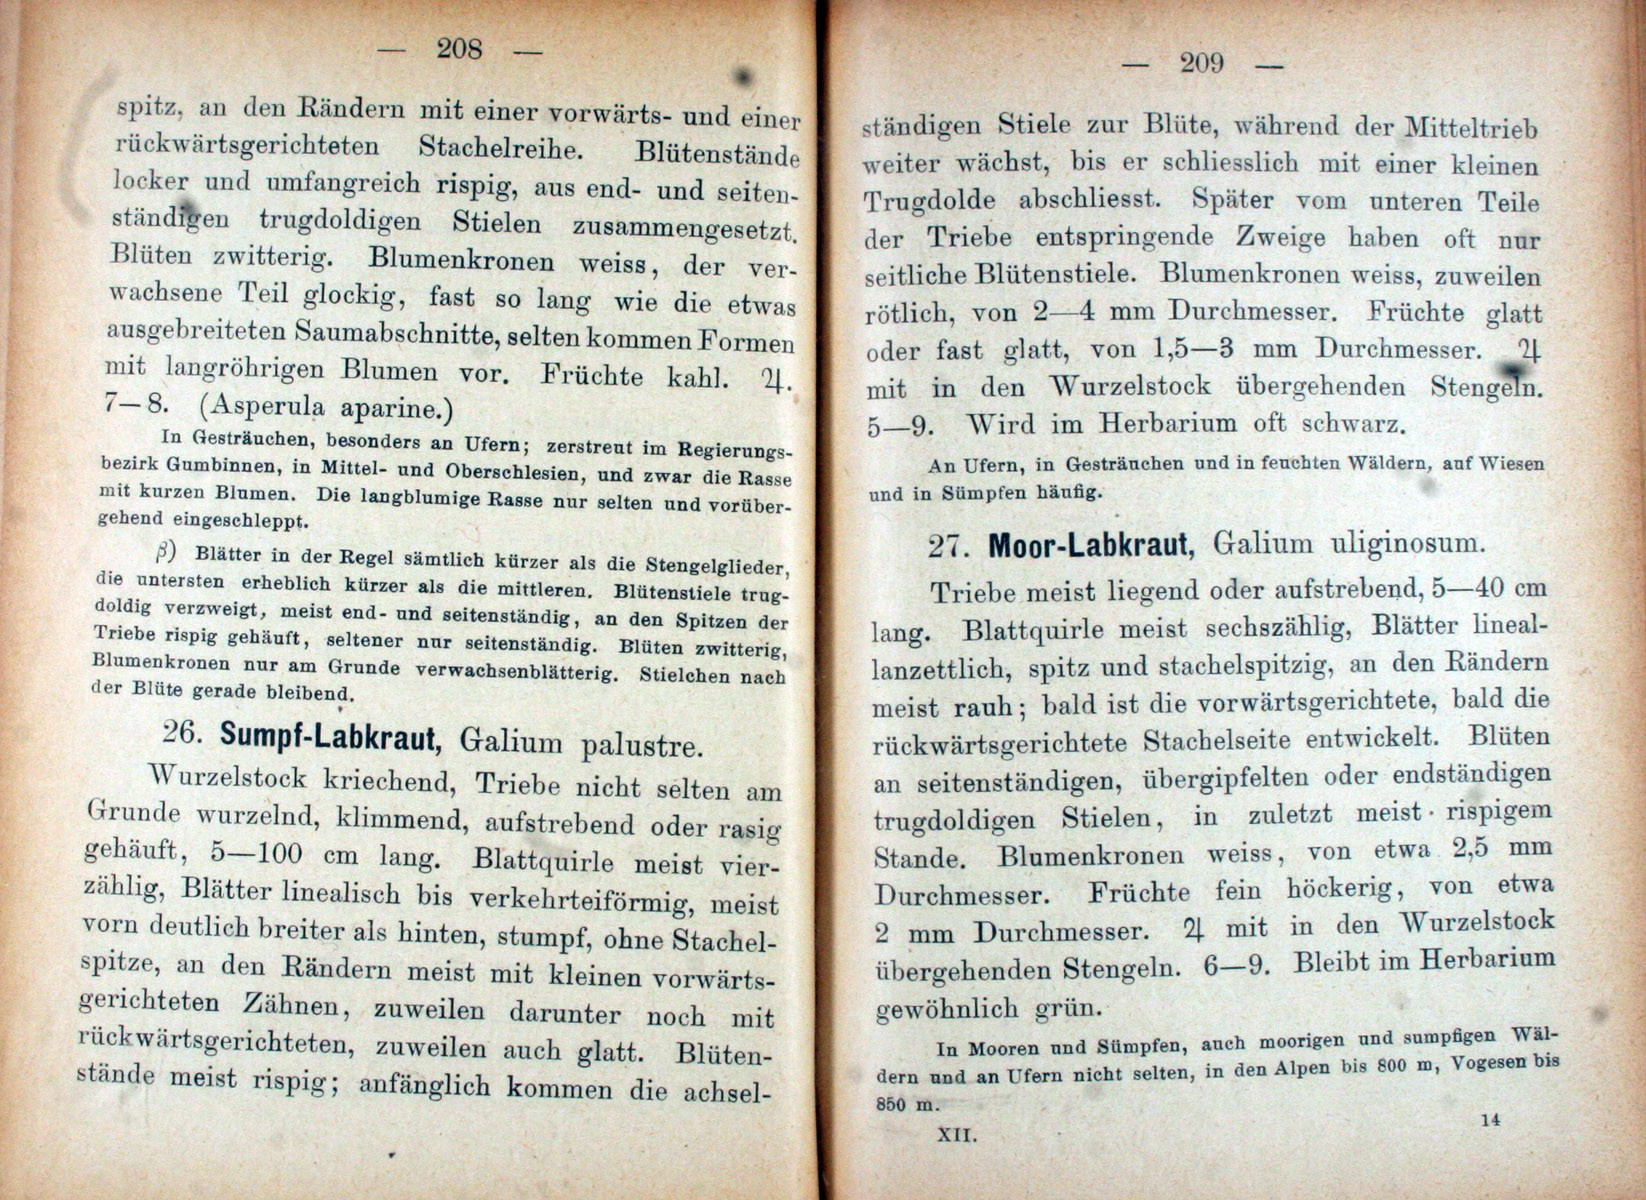 — 208 —
spitz, an den Rändern mit einer vorwärts- und einer
rückwärtsgerichteten Stachelreihe. Blütenstände
locker und umfangreich rispig, aus end- und seiten-
ständigen trugdoldigen Stielen zusammengesetzt.
Blüten zwitterig. Blumenkronen weiss, der ver-
wachsene Teil glockig, fast so lang wie die etwas
ausgebreiteten Saumabschnitte, selten kommen Formen
mit langröhrigen Blumen vor. Früchte kahl. ♃.
7—8. (Asperula aparine.)
In Gesträuchen, besonders an Ufern; zerstreut im Regierungs-
bezirk Gumbinnen, in Mittel- und Oberschlesien, und zwar die Rasse
mit kurzen Blumen. Die langblumige Rasse nur selten und vorüber-
gehend eingeschleppt.
β) Blätter in der Regel sämtlich kürzer als die Stengelglieder,
die untersten erheblich kürzer als die mittleren. Blütenstiele trug-
doldig verzweigt, meist end- und seitenständig, an den Spitzen der
Triebe rispig gehäuft, seltener nur seitenständig. Blüten zwitterig,
Blumenkronen nur am Grunde verwachsenblätterig. Stielchen nach
der Blüte gerade bleibend.
26. Sumpf-Labkraut, Galium palustre.
Wurzelstock kriechend, Triebe nicht selten am
Grunde wurzelnd, klimmend, aufstrebend oder rasig
gehäuft, 5—100 cm lang. Blattquirle meist vier-
zählig, Blätter linealisch bis verkehrteiförmig, meist
vorn deutlich breiter als hinten, stumpf, ohne Stachel-
spitze, an den Rändern meist mit kleinen vorwärts-
gerichteten Zähnen, zuweilen darunter noch mit
rückwärtsgerichteten, zuweilen auch glatt. Blüten-
stände meist rispig; anfänglich kommen die achsel-
— 209 —
ständigen Stiele zur Blüte, während der Mitteltrieb
weiter wächst, bis er schliesslich mit einer kleinen
Trugdolde abschliesst. Später vom unteren Teile
der Triebe entspringende Zweige haben oft nur
seitliche Blütenstiele. Blumenkronen weiss, zuweilen
rötlich, von 2—4 mm Durchmesser. Früchte glatt
oder fast glatt, von 1,5—3 mm Durchmesser. ♃
mit in den Wurzelstock übergehenden Stengeln.
5—9. Wird im Herbarium oft schwarz.
An Ufern, in Gesträuchen und in feuchten Wäldern, auf Wiesen
und in Sümpfen häufig.
27. Moor-Labkraut, Galium uliginosum.
Triebe meist liegend oder aufstrebend, 5—40 cm
lang. Blattquirle meist sechszählig, Blätter lineal-
lanzettlich, spitz und stachelspitzig, an den Rändern
meist rauh; bald ist die vorwärtsgerichtete, bald die
rückwärtsgerichtete Stachelseite entwickelt. Blüten
an seitenständigen, übergipfelten oder endständigen
trugdoldigen Stielen, in zuletzt meist rispigem
Stande. Blumenkronen weiss, von etwa 2,5 mm
Durchmesser. Früchte fein höckerig, von etwa
2 mm Durchmesser. ♃ mit in den Wurzelstock
übergehenden Stengeln. 6—9. Bleibt im Herbarium
gewöhnlich grün.
In Mooren und Sümpfen, auch moorigen und sumpfigen Wäl-
dern und an Ufern nicht selten, in den Alpen bis 800 m, Vogesen bis
850 m.
XII. 14